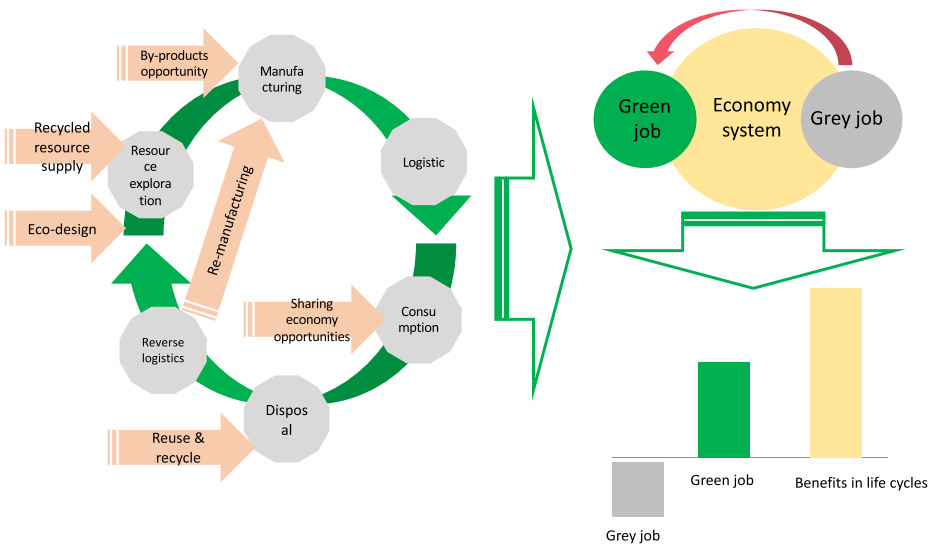 By-products
opportunity
Manufa
cturing
Recycled
resource
supply
Resour
ce
explora
tion
Logistic
Eco-design
Re-manufacturing
Sharing
economy
opportunities
Consu
mption
Reverse
logistics
Dispos
al
Reuse &
recycle
Green
job
Economy
system
Grey job
Green job
Benefits in life cycles
Grey job